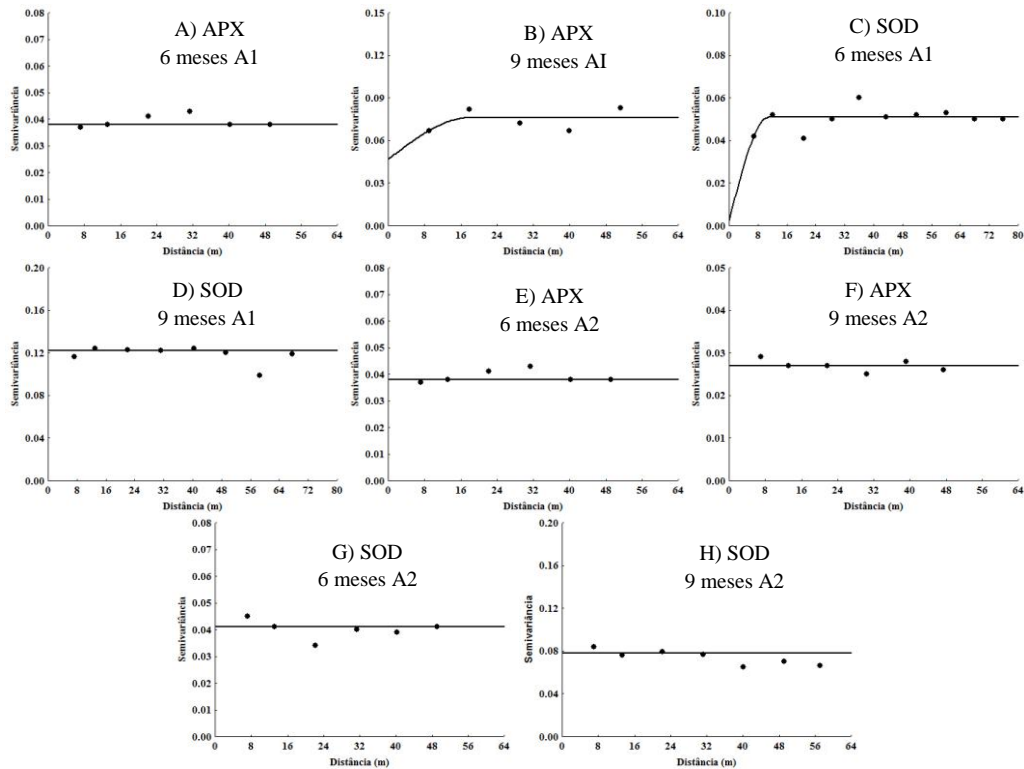 A) APX
6 meses A1
Semivariância
0.08
0.07
0.06
0.05
0.04
0.03
0.02
0.01
0.00
0 8 16 24 32 40 48 56 64
Distância (m)
B) APX
9 meses AI
Semivariância
0.15
0.12
0.09
0.06
0.03
0.00
0 8 16 24 32 40 48 56 64
Distância (m)
C) SOD
6 meses A1
Semivariância
0.10
0.08
0.06
0.04
0.02
0.00
0 8 16 24 32 40 48 56 64 72 80
Distância (m)
D) SOD
9 meses A1
Semivariância
0.20
0.16
0.12
0.08
0.04
0.00
0 8 16 24 32 40 48 56 64 72 80
Distância (m)
E) APX
6 meses A2
Semivariância
0.08
0.07
0.06
0.05
0.04
0.03
0.02
0.01
0.00
0 8 16 24 32 40 48 56 64
Distância (m)
F) APX
9 meses A2
Semivariância
0.05
0.04
0.03
0.02
0.01
0.00
0 8 16 24 32 40 48 56 64
Distância (m)
G) SOD
6 meses A2
Semivariância
0.08
0.07
0.06
0.05
0.04
0.03
0.02
0.01
0.00
0 8 16 24 32 40 48 56 64
Distância (m)
H) SOD
9 meses A2
Semivariância
0.20
0.16
0.12
0.08
0.04
0.00
0 8 16 24 32 40 48 56 64
Distância (m)